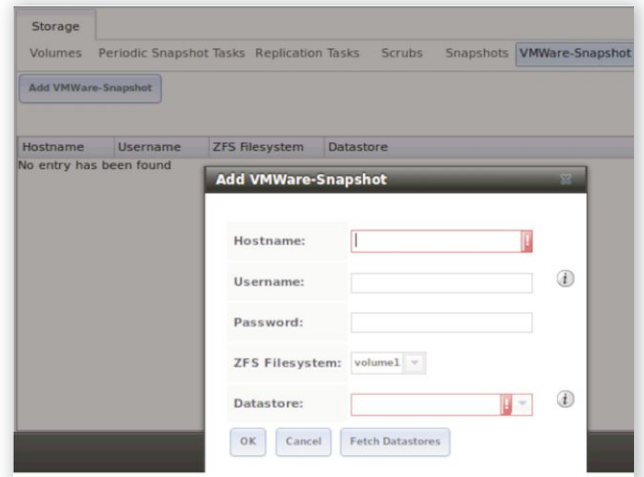 Storage
Volumes Periodic Snapshot Tasks Replication Tasks Scrubs Snapshots VMWare-Snapshot
Add VMWare-Snapshot
Hostname Username ZFS Filesystem Datastore
No entry has been found
Add VMWare-Snapshot
Hostname:
Username:
Password:
ZFS Filesystem: volume1
Datastore:
OK Cancel Fetch Datastores